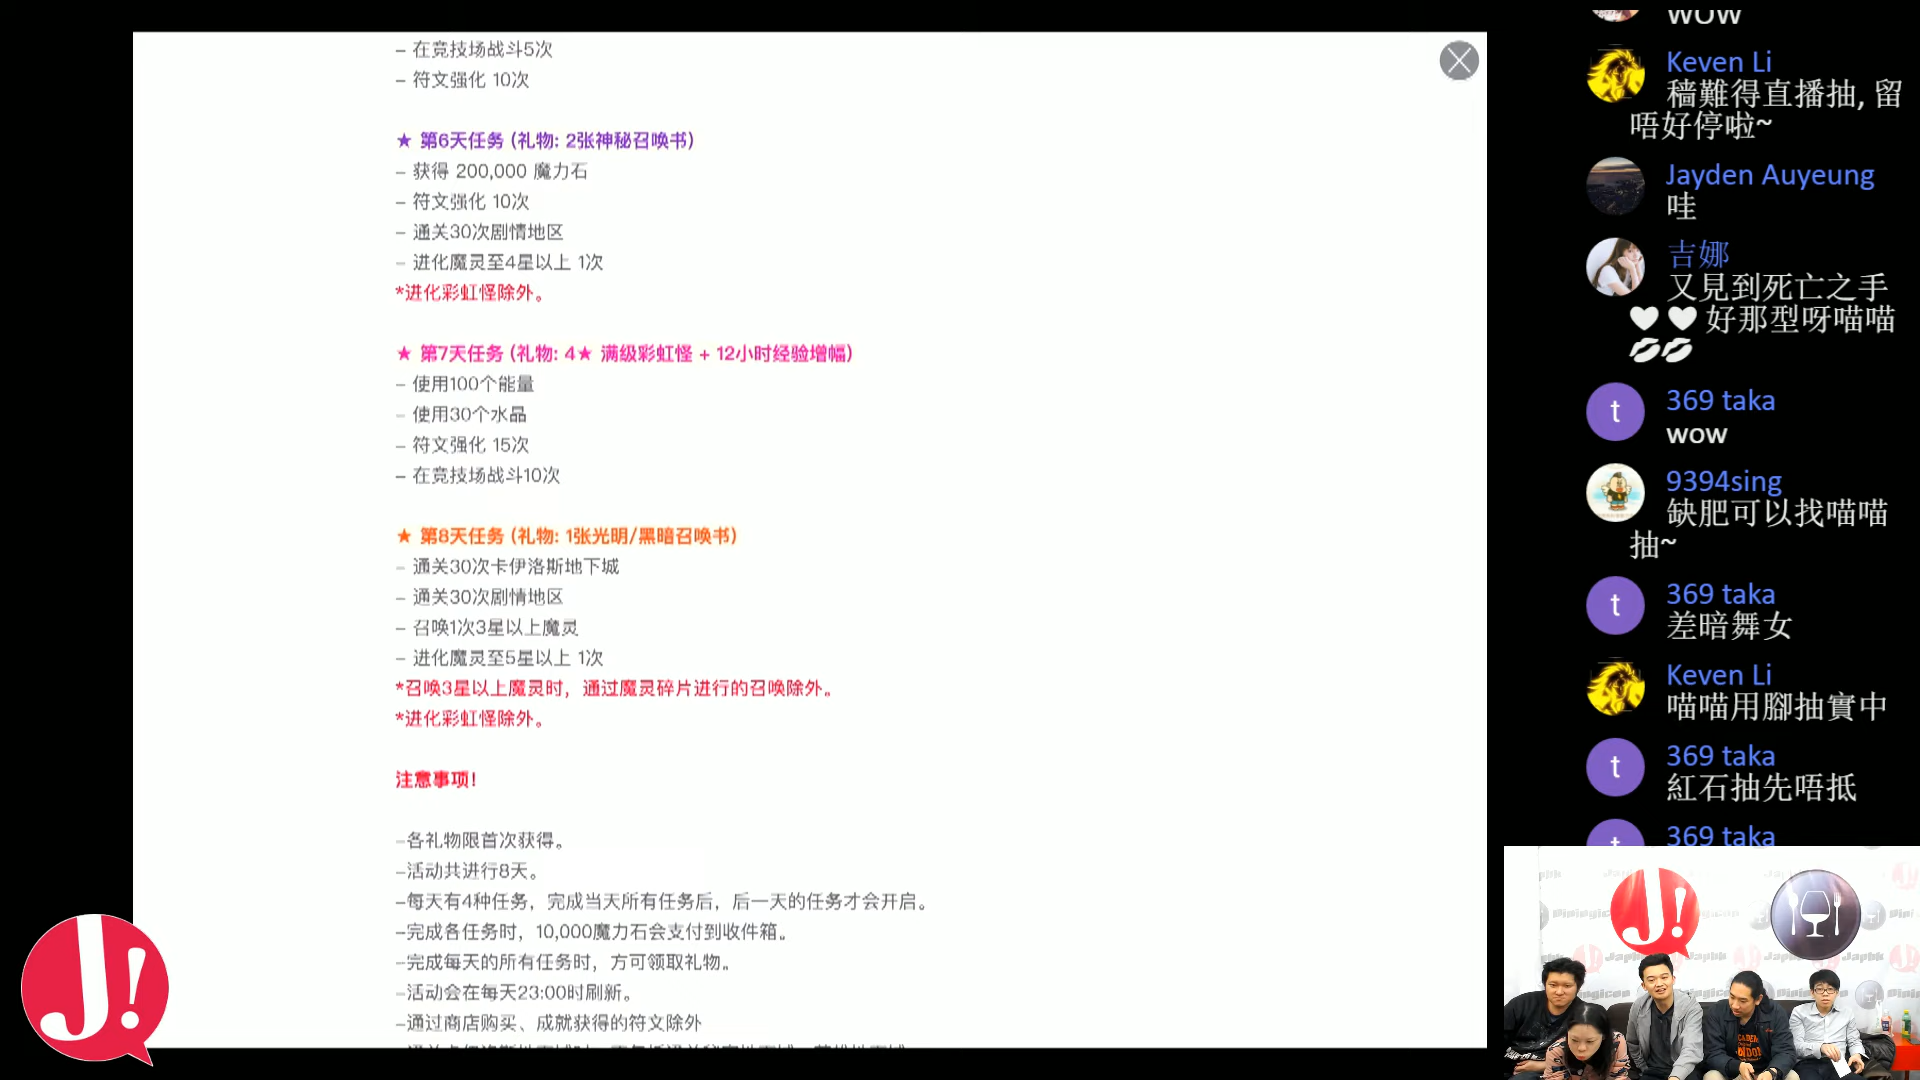 – 在竞技场战斗5次
– 符文强化 10次
★ 第6天任务 (礼物: 2张神秘召唤书)
– 获得 200,000 魔力石
– 符文强化 10次
– 通关30次剧情地区
– 进化魔灵至4星以上 1次
*进化彩虹怪除外。
★ 第7天任务 (礼物: 4★ 满级彩虹怪 + 12小时经验增幅)
– 使用100个能量
– 使用30个水晶
– 符文强化 15次
– 在竞技场战斗10次
★ 第8天任务 (礼物: 1张光明/黑暗召唤书)
– 通关30次卡伊洛斯地下城
– 通关30次剧情地区
– 召唤1次3星以上魔灵
– 进化魔灵至5星以上 1次
*召唤3星以上魔灵时，通过魔灵碎片进行的召唤除外。
*进化彩虹怪除外。
注意事项!
–各礼物限首次获得。
–活动共进行8天。
–每天有4种任务，完成当天所有任务后，后一天的任务才会开启。
–完成各任务时，10,000魔力石会支付到收件箱。
–完成每天的所有任务时，方可领取礼物。
–活动会在每天23:00时刷新。
–通过商店购买、成就获得的符文除外
wow
Keven Li
穡難得直播抽, 留
唔好停啦~
Jayden Auyeung
哇
吉娜
又見到死亡之手
好那型呀喵喵
t
369 taka
wow
9394sing
缺肥可以找喵喵
抽~
t
369 taka
差暗舞女
Keven Li
喵喵用腳抽實中
t
369 taka
紅石抽先唔抵
369 taka
J!
J!